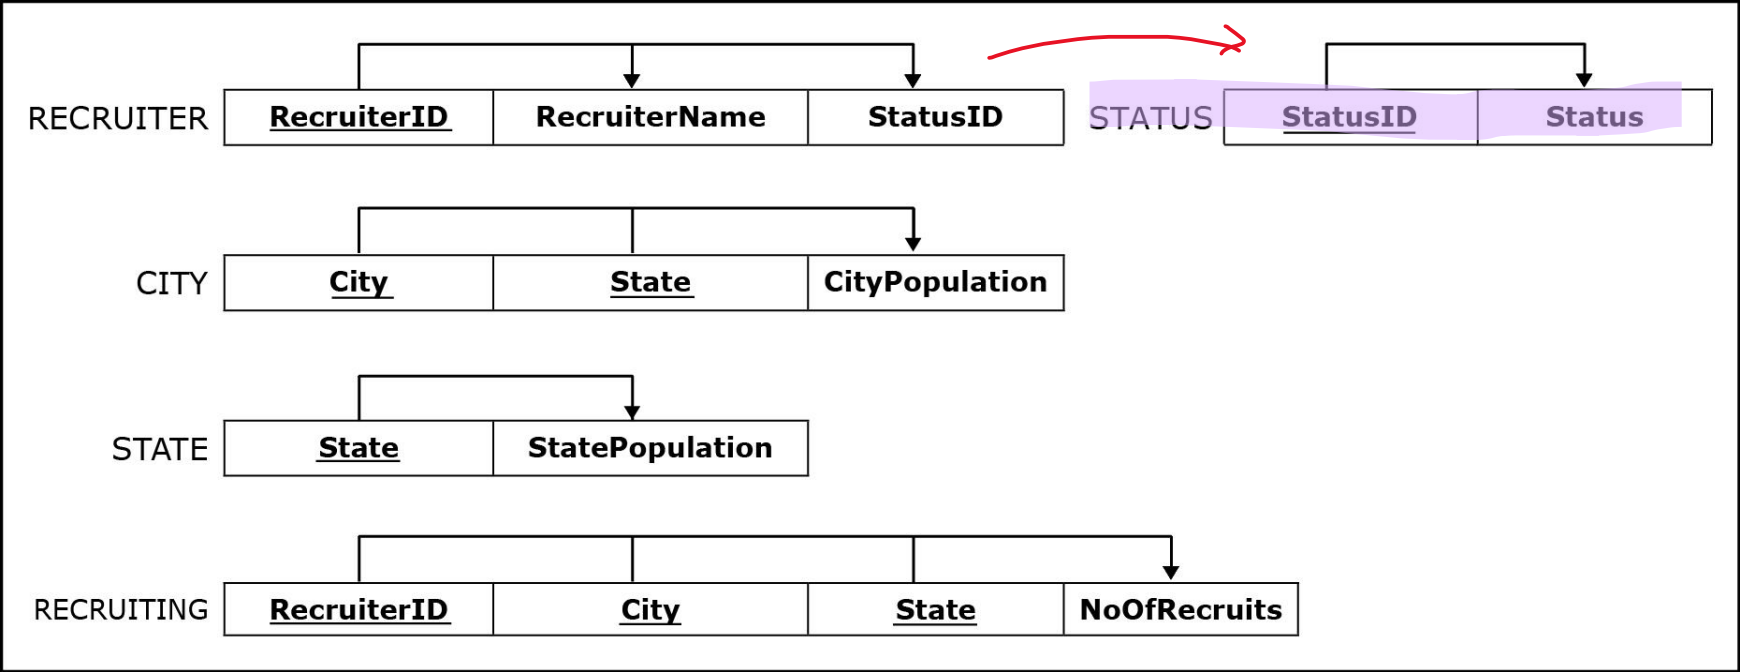 RECRUITER RecruiterID RecruiterName StatusID STATUS StatusID Status
CITY City State CityPopulation
STATE State StatePopulation
RECRUITING RecruiterID City State NoOfRecruits